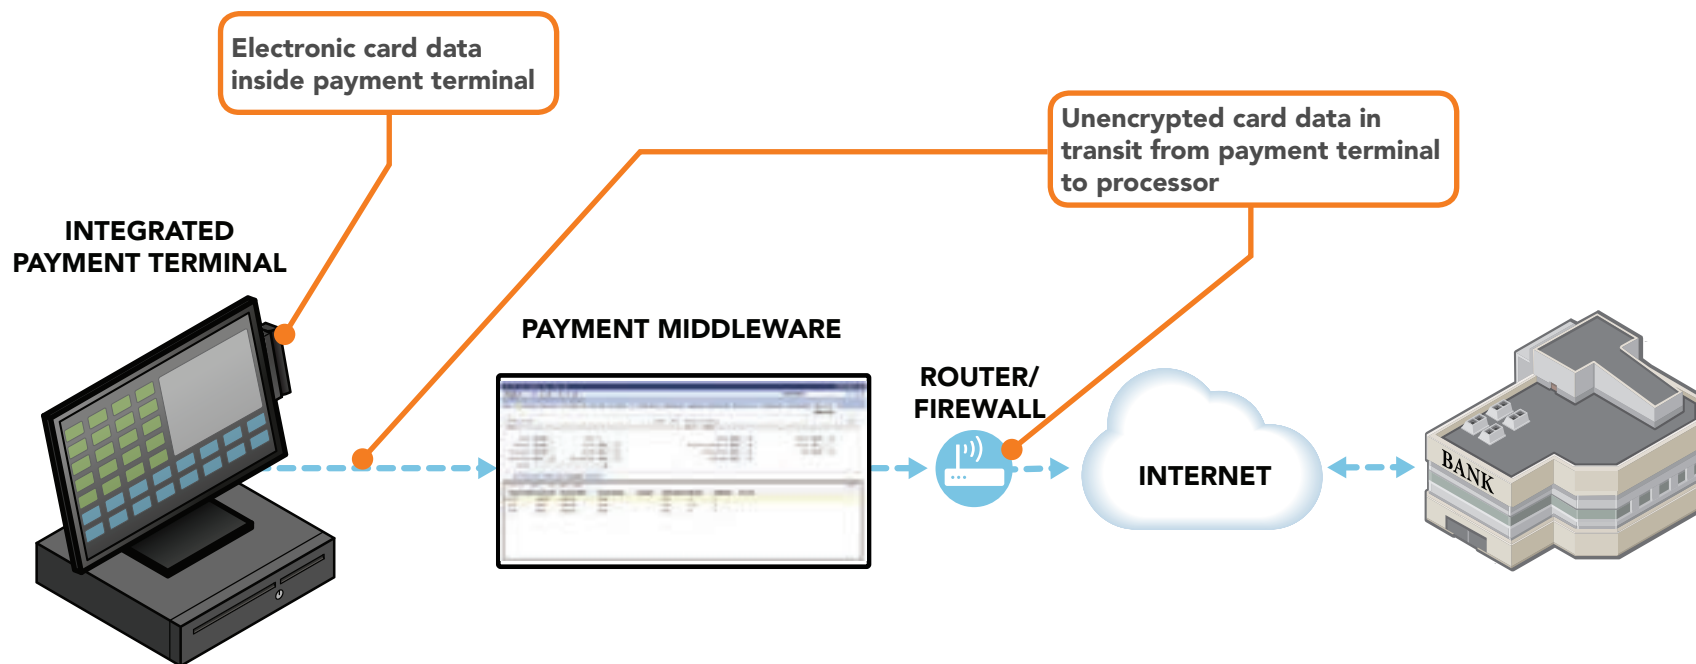 Electronic card data
inside payment terminal
Unencrypted card data in
transit from payment terminal
to processor
INTEGRATED
PAYMENT TERMINAL
PAYMENT MIDDLEWARE
ROUTER/
FIREWALL
INTERNET
BANK